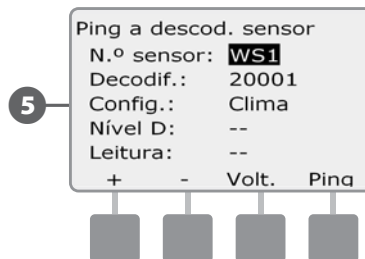 Ping a descod. sensor
N.º sensor: WS1
Decodif.: 20001
Config.: Clima
Nível D: --
Leitura: --
+ - Volt. Ping
5